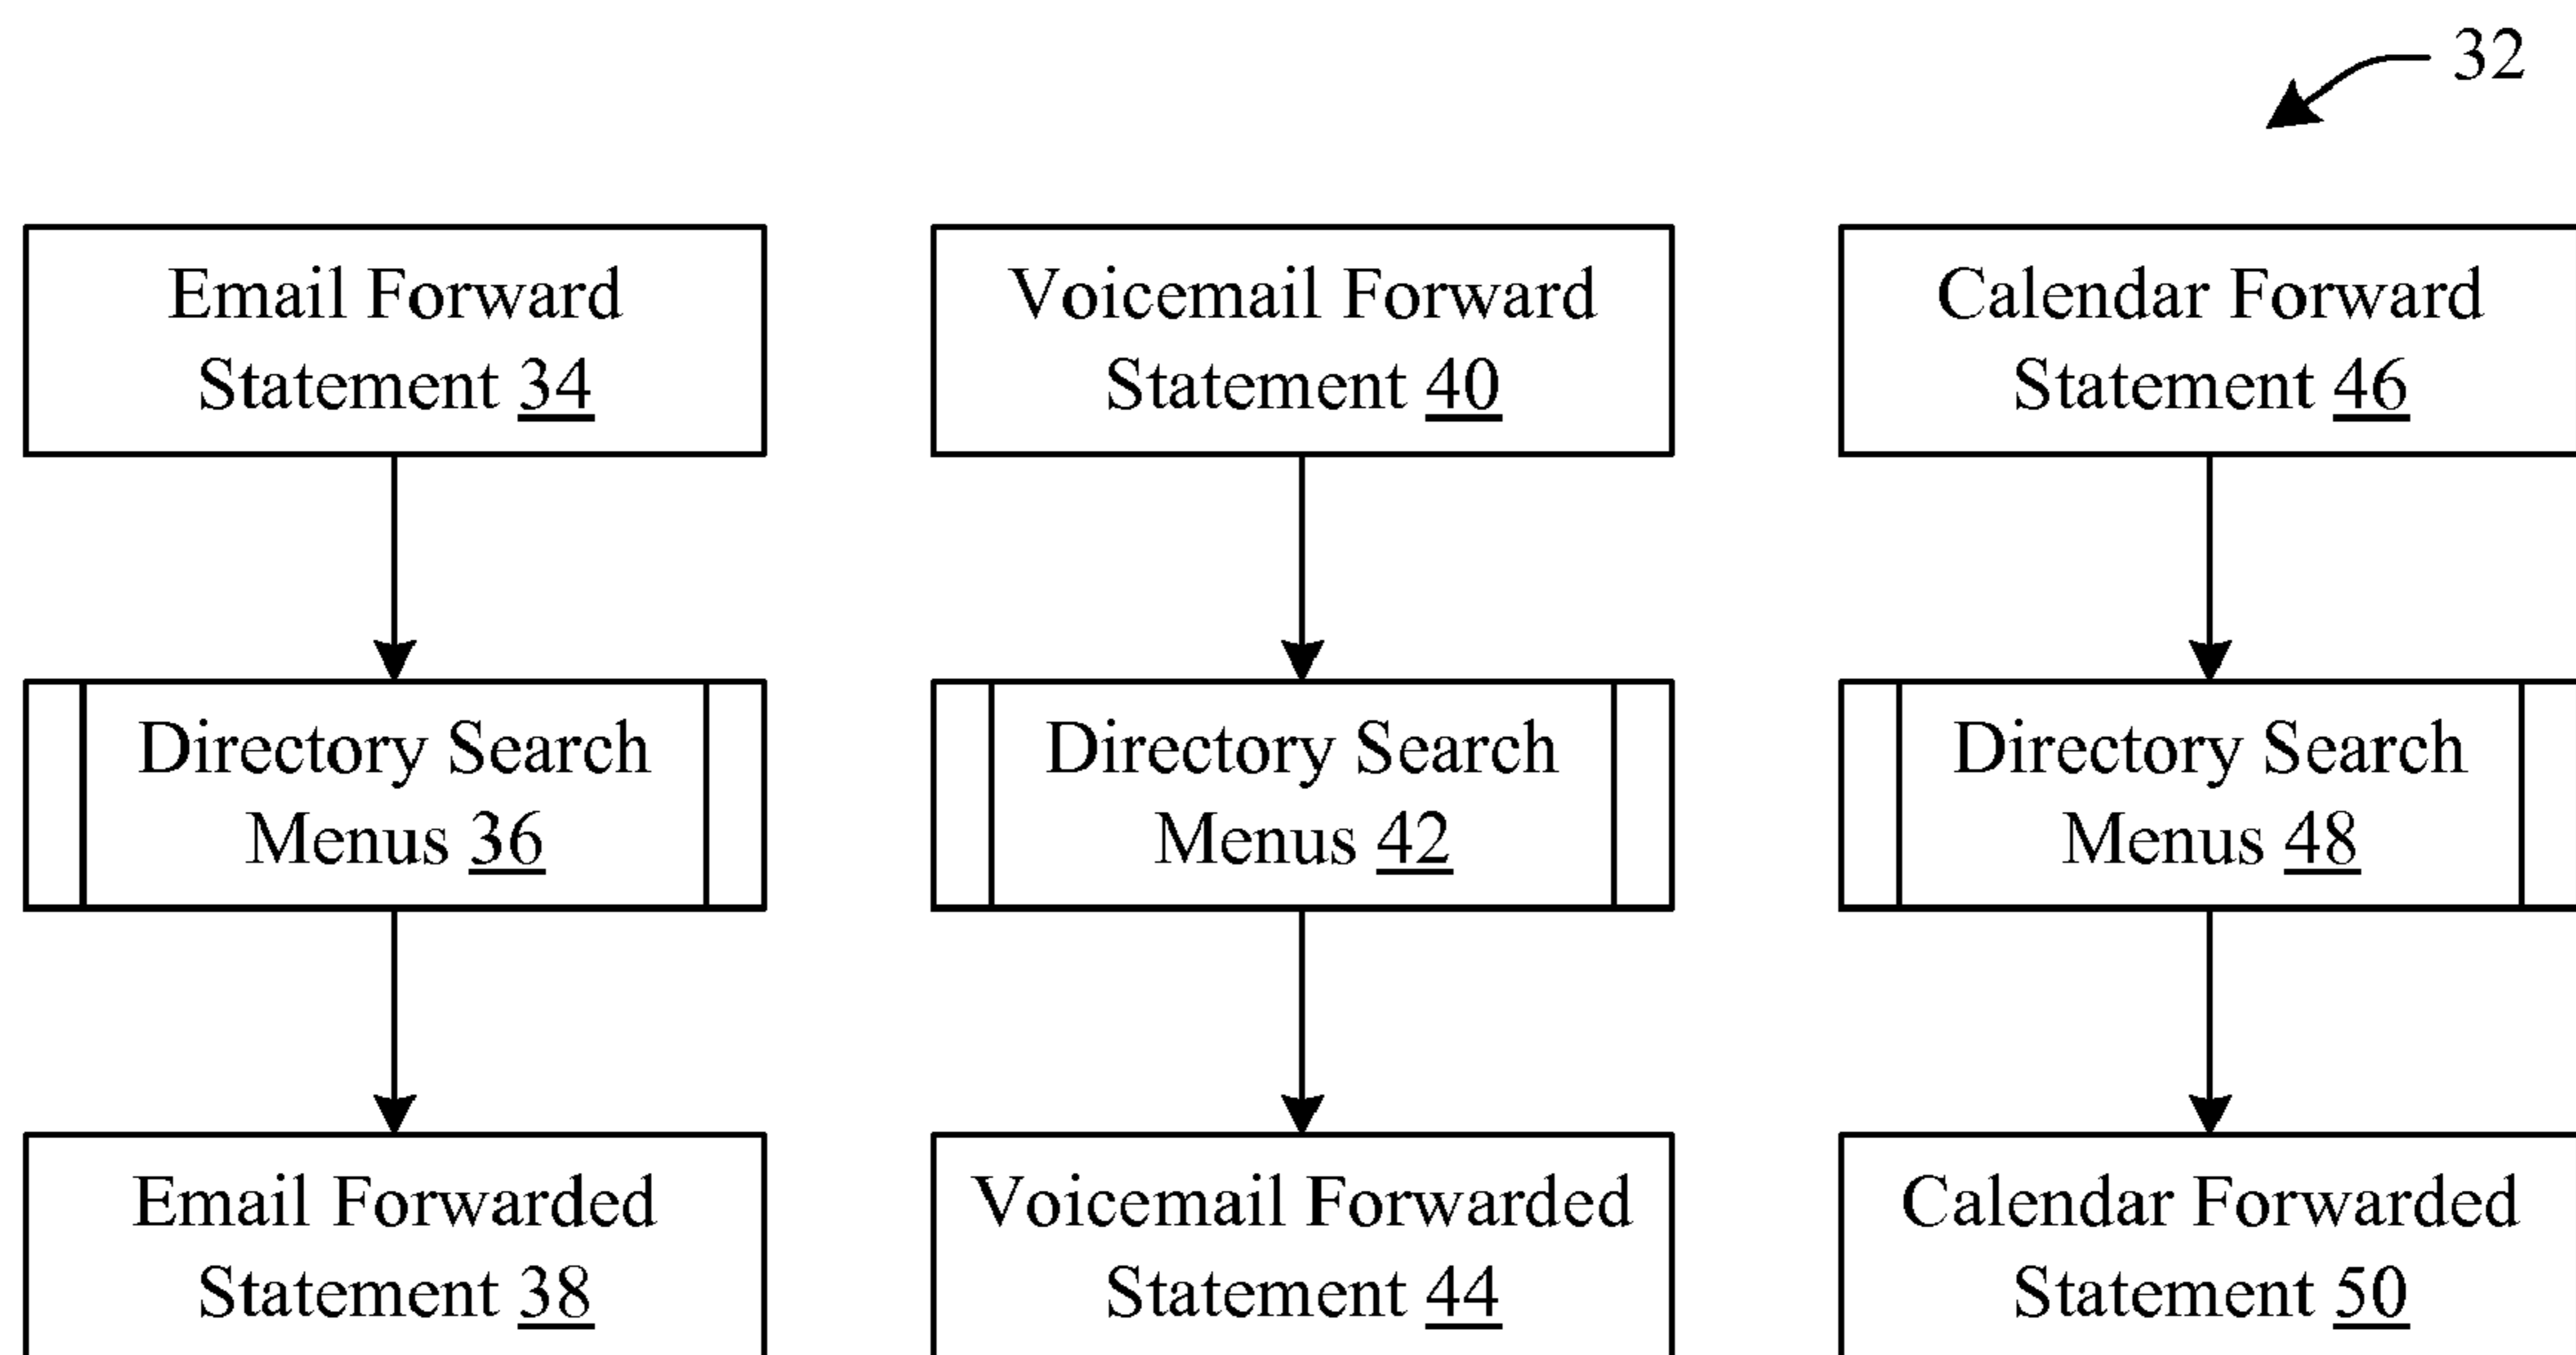 32
Email Forward
Statement 34
Voicemail Forward
Statement 40
Calendar Forward
Statement 46
Directory Search
Menus 36
Directory Search
Menus 42
Directory Search
Menus 48
Email Forwarded
Statement 38
Voicemail Forwarded
Statement 44
Calendar Forwarded
Statement 50